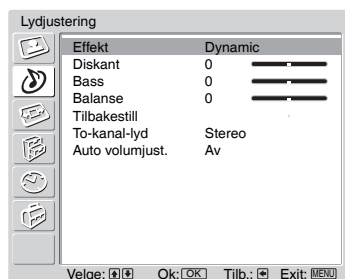 Lydjustering
Effekt Dynamic
Diskant 0
Bass 0
Balanse 0
Tilbakestill
To-kanal-lyd Stereo
Auto volumjust. Av
Velge: Ok: OK Tilb.: Exit: MENU